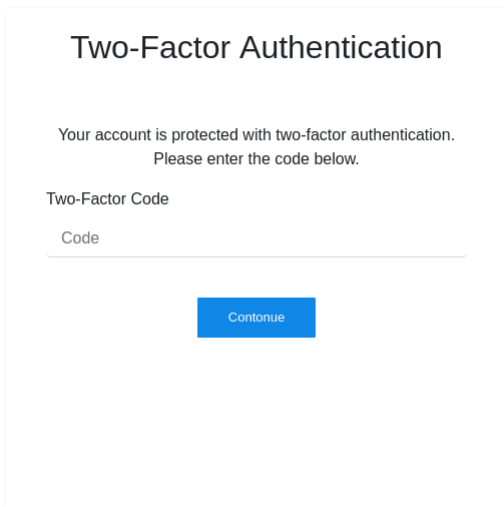 Two-Factor Authentication
Your account is protected with two-factor authentication.
Please enter the code below.
Two-Factor Code
Code
Contonue